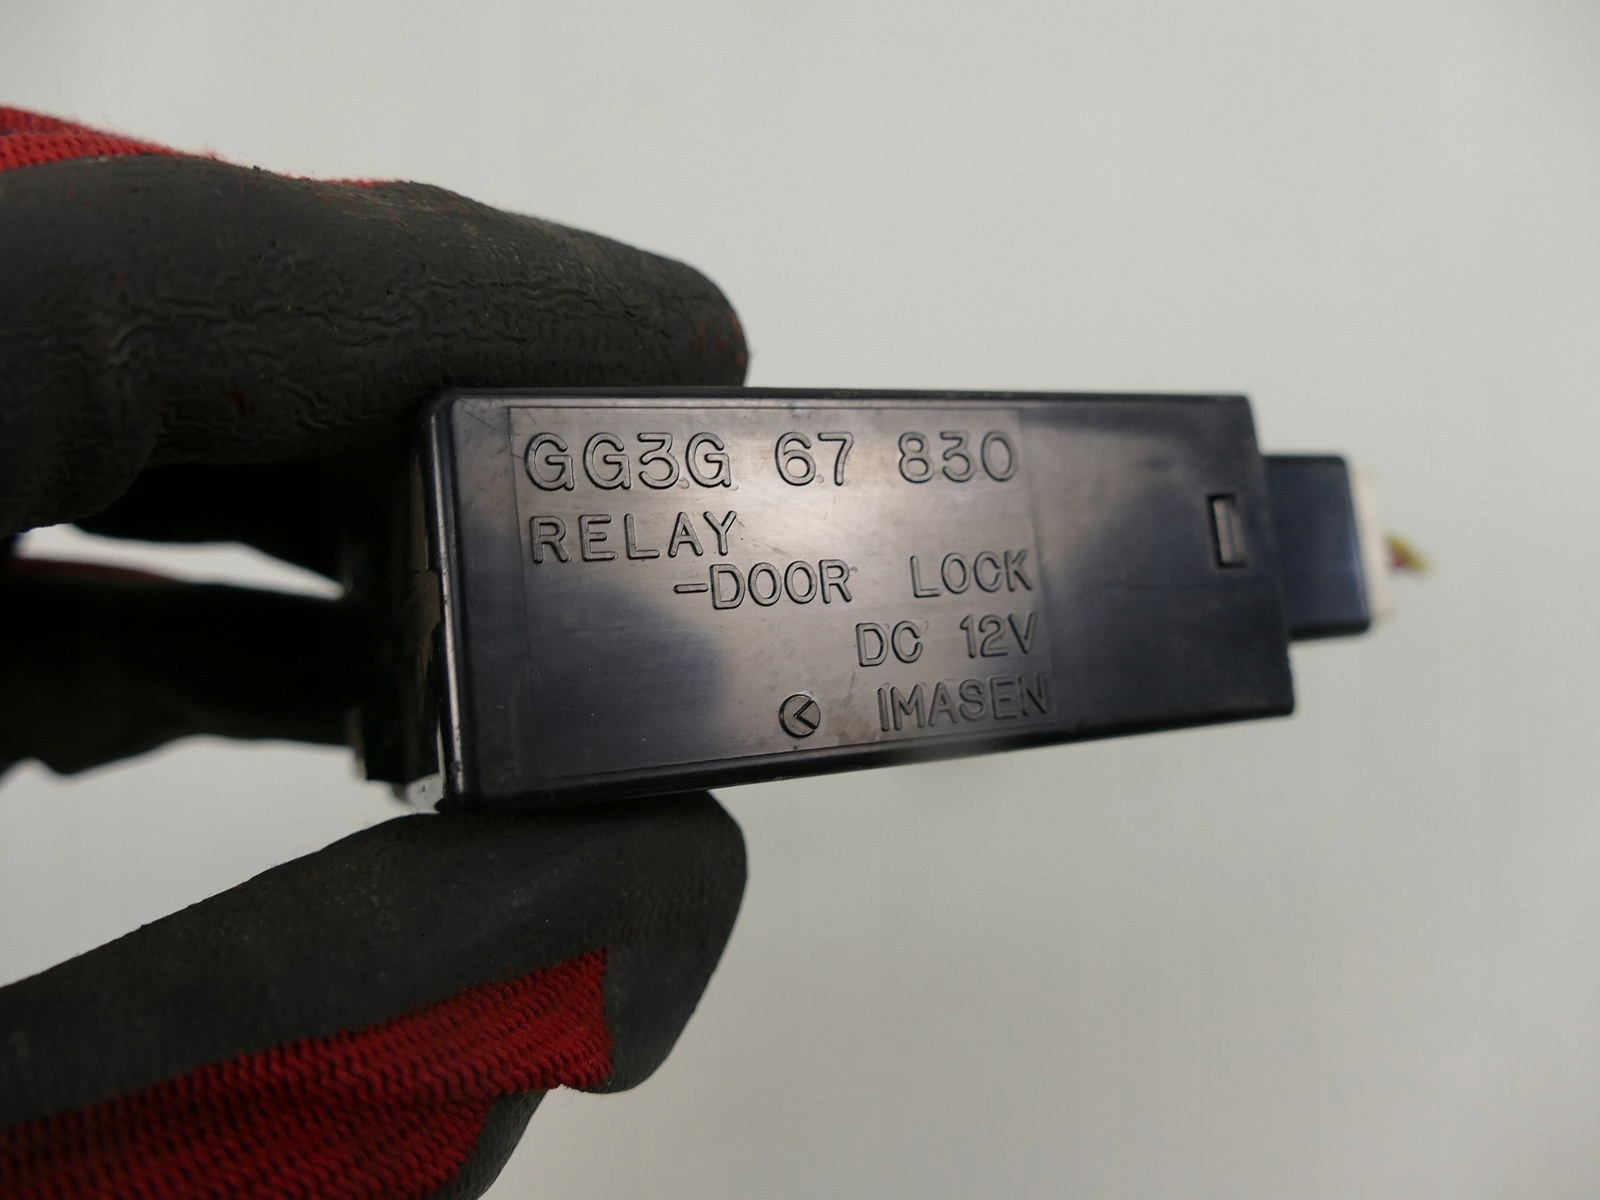 GG3G 67 830
RELAY
-DOOR LOCK
DC 12V
IMASEN